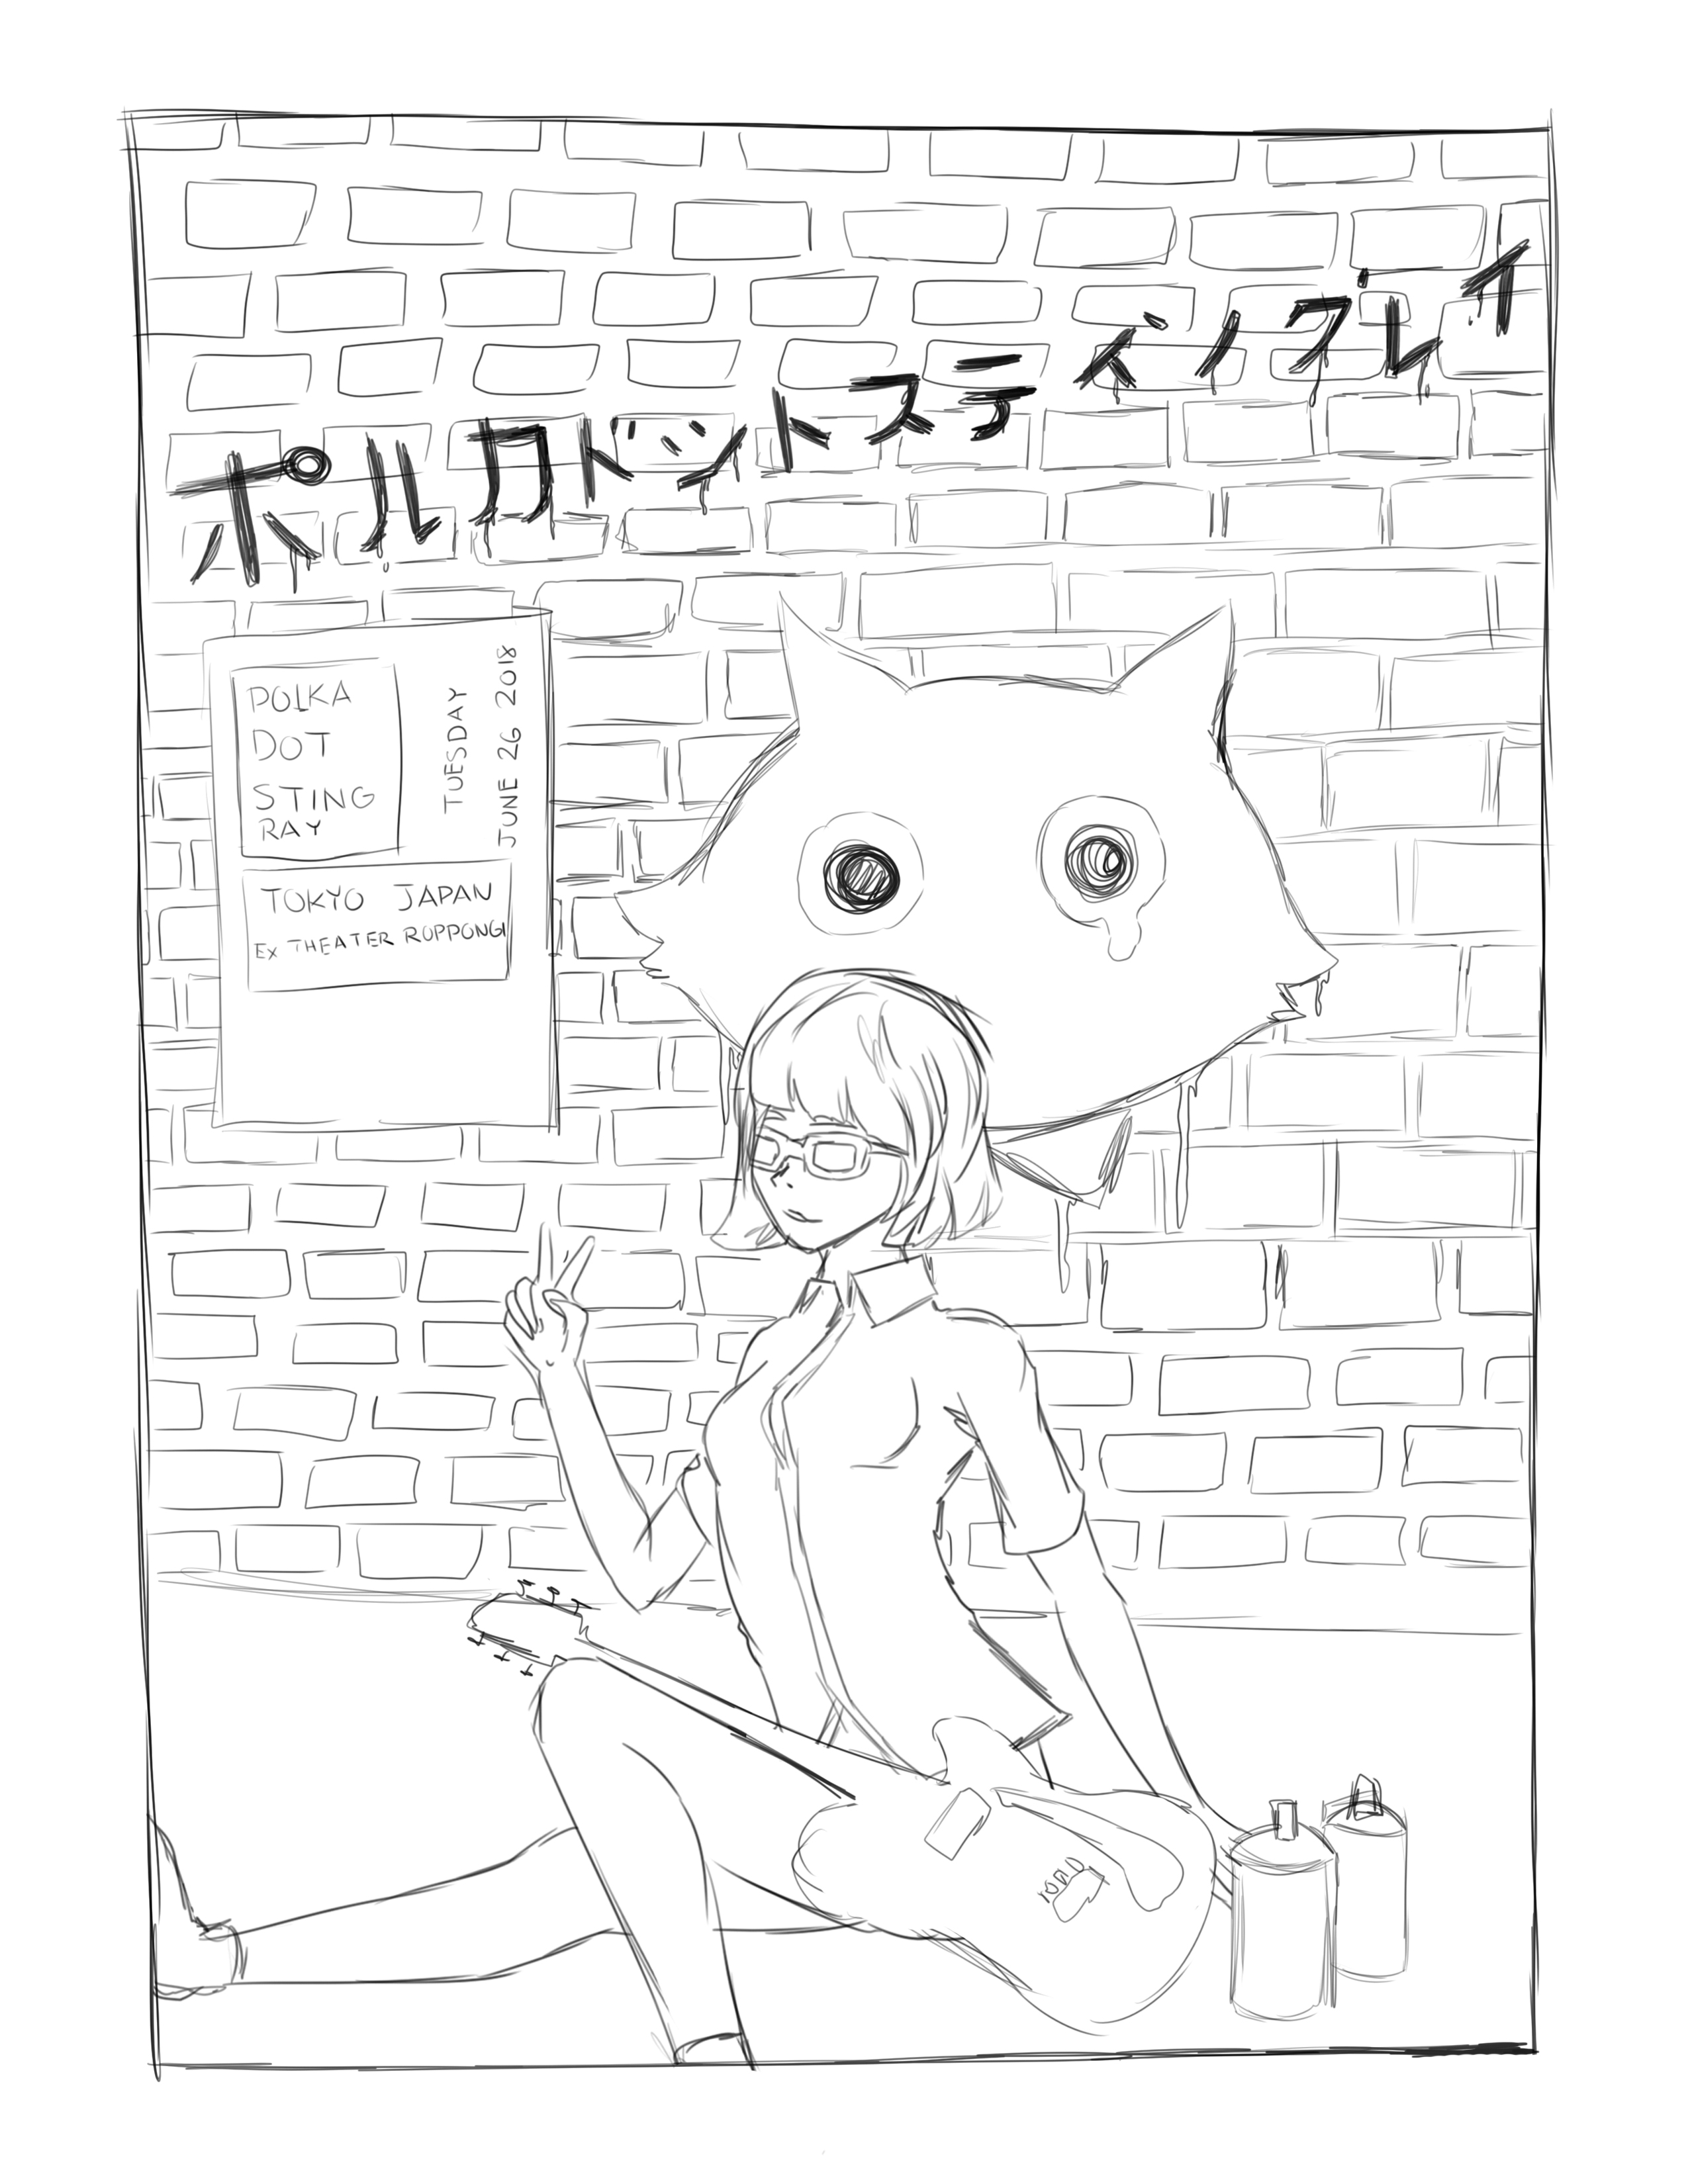 ポルカドットスティングレイ
POLKA
DOT
STING
RAY
TUESDAY
JUNE 26 2018
TOKYO JAPAN
EX THEATER ROPPONGI